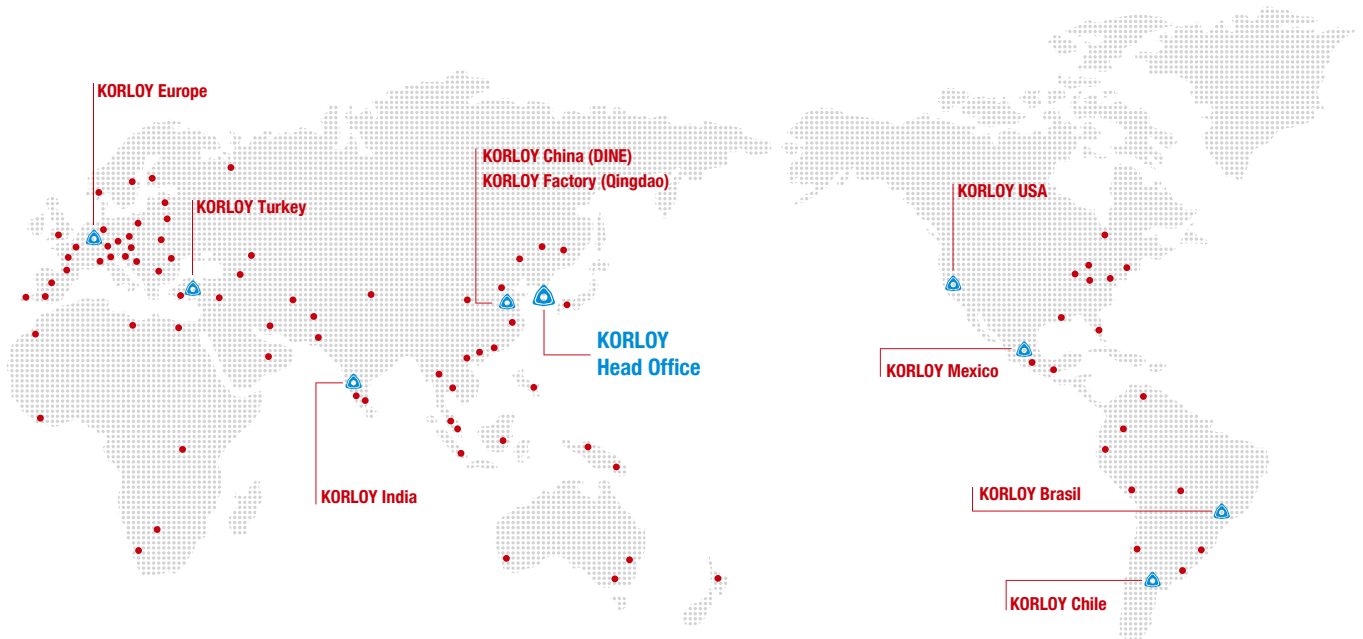 KORLOY Europe
KORLOY China (DINE)
KORLOY Factory (Qingdao)
KORLOY USA
KORLOY Turkey
KORLOY
Head Office
KORLOY Mexico
KORLOY India
KORLOY Brasil
KORLOY Chile